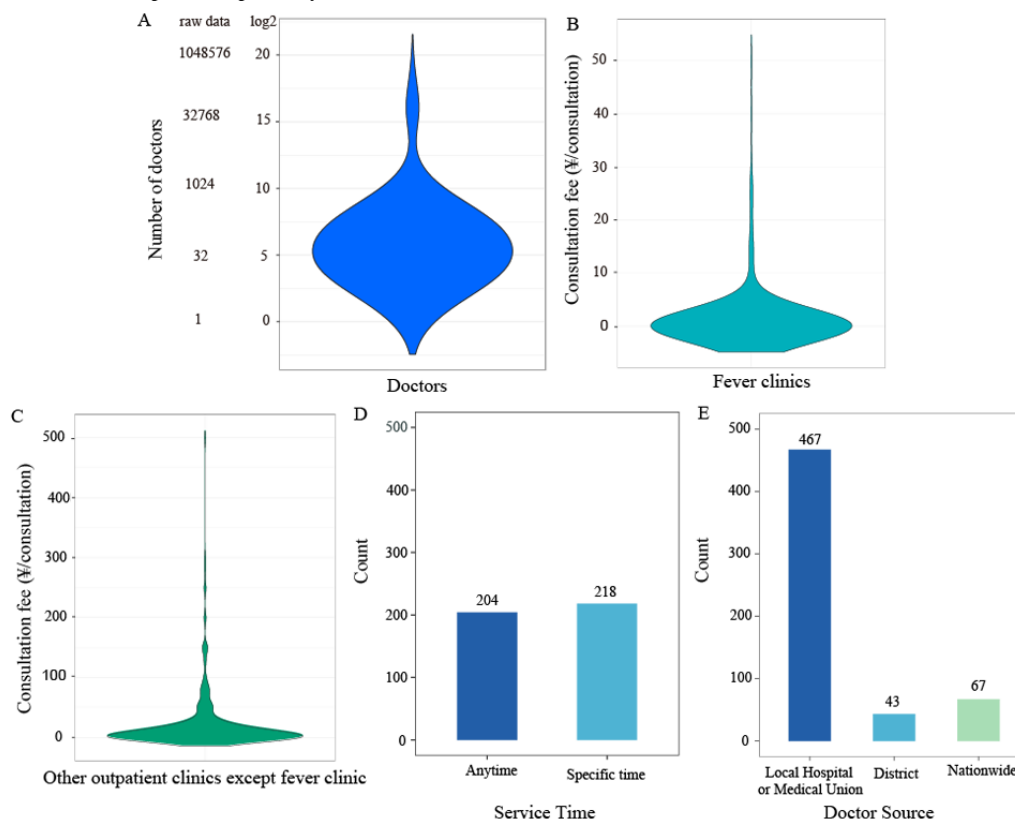 A raw data log2
1048576 20
32768 15
1024 10
32 5
1 0
Number of doctors
Doctors
B
50
40
30
20
10
0
Consultation fee (¥/consultation)
Fever clinics
C
500
400
300
200
100
0
Consultation fee (¥/consultation)
Other outpatient clinics except fever clinic
D
500
400
300
200
100
0
Count
204
218
Anytime Specific time
Service Time
E
500
400
300
200
100
0
Count
467
43
67
Local Hospital District Nationwide
or Medical Union
Doctor Source